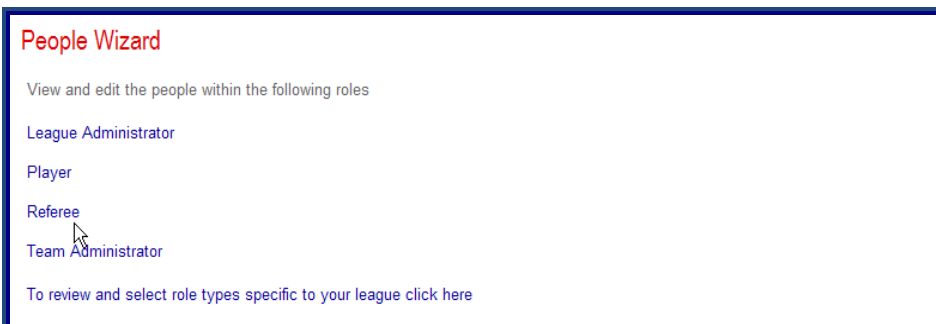 People Wizard
View and edit the people within the following roles
League Administrator
Player
Referee
Team Administrator
To review and select role types specific to your league click here